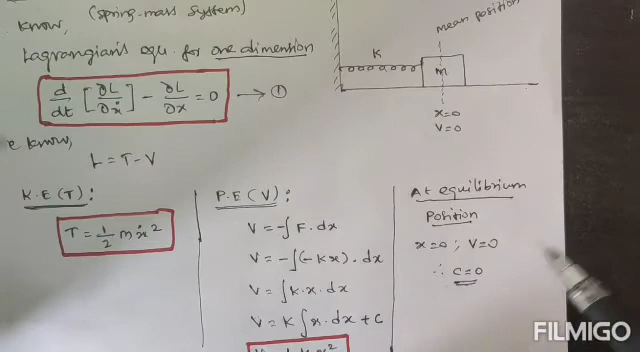 (spring-mass system)
know,
Lagrangian's equ. for one dimention
d/dt [∂L/∂ẋ] − ∂L/∂x = 0 → ①
e know,
L = T − V
K.E (T) :
T = 1/2 m ẋ²
P.E (V) :
V = −∫ F. dx
V = −∫(−Kx). dx
V = ∫ K. x. dx
V = K ∫ x. dx + C
At equilibrium
Position
x=0 ; V=0
∴ C=0
mean position
K
m
x=0
V=0
FILMIGO